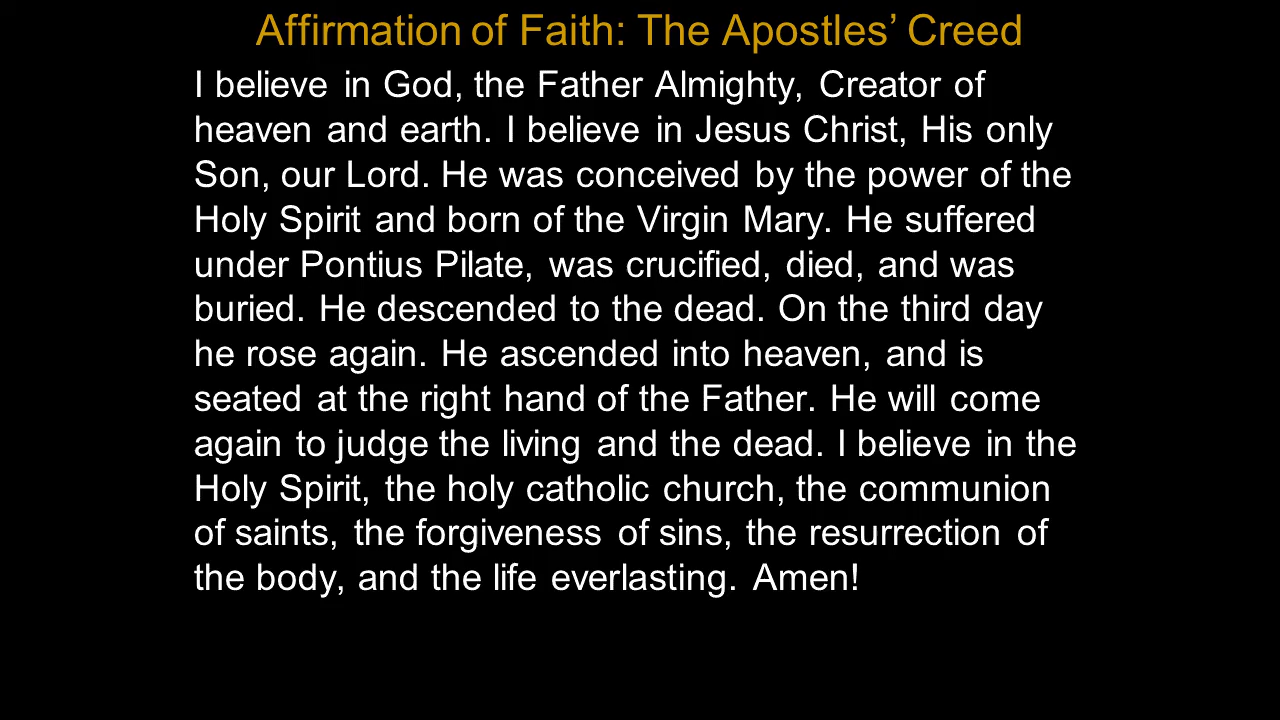 Affirmation of Faith: The Apostles’ Creed
I believe in God, the Father Almighty, Creator of
heaven and earth. I believe in Jesus Christ, His only
Son, our Lord. He was conceived by the power of the
Holy Spirit and born of the Virgin Mary. He suffered
under Pontius Pilate, was crucified, died, and was
buried. He descended to the dead. On the third day
he rose again. He ascended into heaven, and is
seated at the right hand of the Father. He will come
again to judge the living and the dead. I believe in the
Holy Spirit, the holy catholic church, the communion
of saints, the forgiveness of sins, the resurrection of
the body, and the life everlasting. Amen!